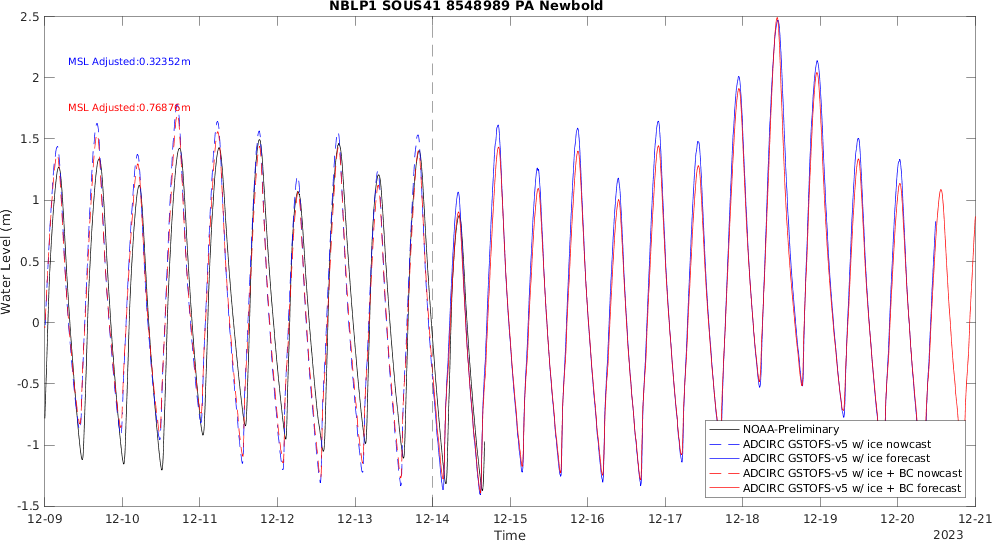 NBLP1 SOUS41 8548989 PA Newbold
MSL Adjusted:0.32352m
MSL Adjusted:0.76876m
Water Level (m)
2.5
2
1.5
1
0.5
0
-0.5
-1
-1.5
NOAA-Preliminary
ADCIRC GSTOFS-v5 w/ ice nowcast
ADCIRC GSTOFS-v5 w/ ice forecast
ADCIRC GSTOFS-v5 w/ ice + BC nowcast
ADCIRC GSTOFS-v5 w/ ice + BC forecast
12-09 12-10 12-11 12-12 12-13 12-14 12-15 12-16 12-17 12-18 12-19 12-20 12-21
Time
2023